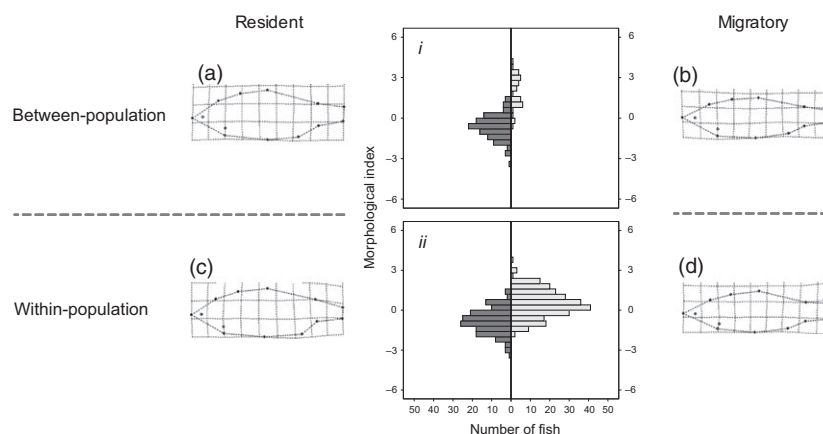 Resident
Migratory
Between-population
(a)
i
(b)
6
3
0
–3
–6
6
3
0
–3
–6
Morphological index
Within-population
(c)
ii
(d)
6
3
0
–3
–6
6
3
0
–3
–6
50 40 30 20 10 0 10 20 30 40 50
Number of fish